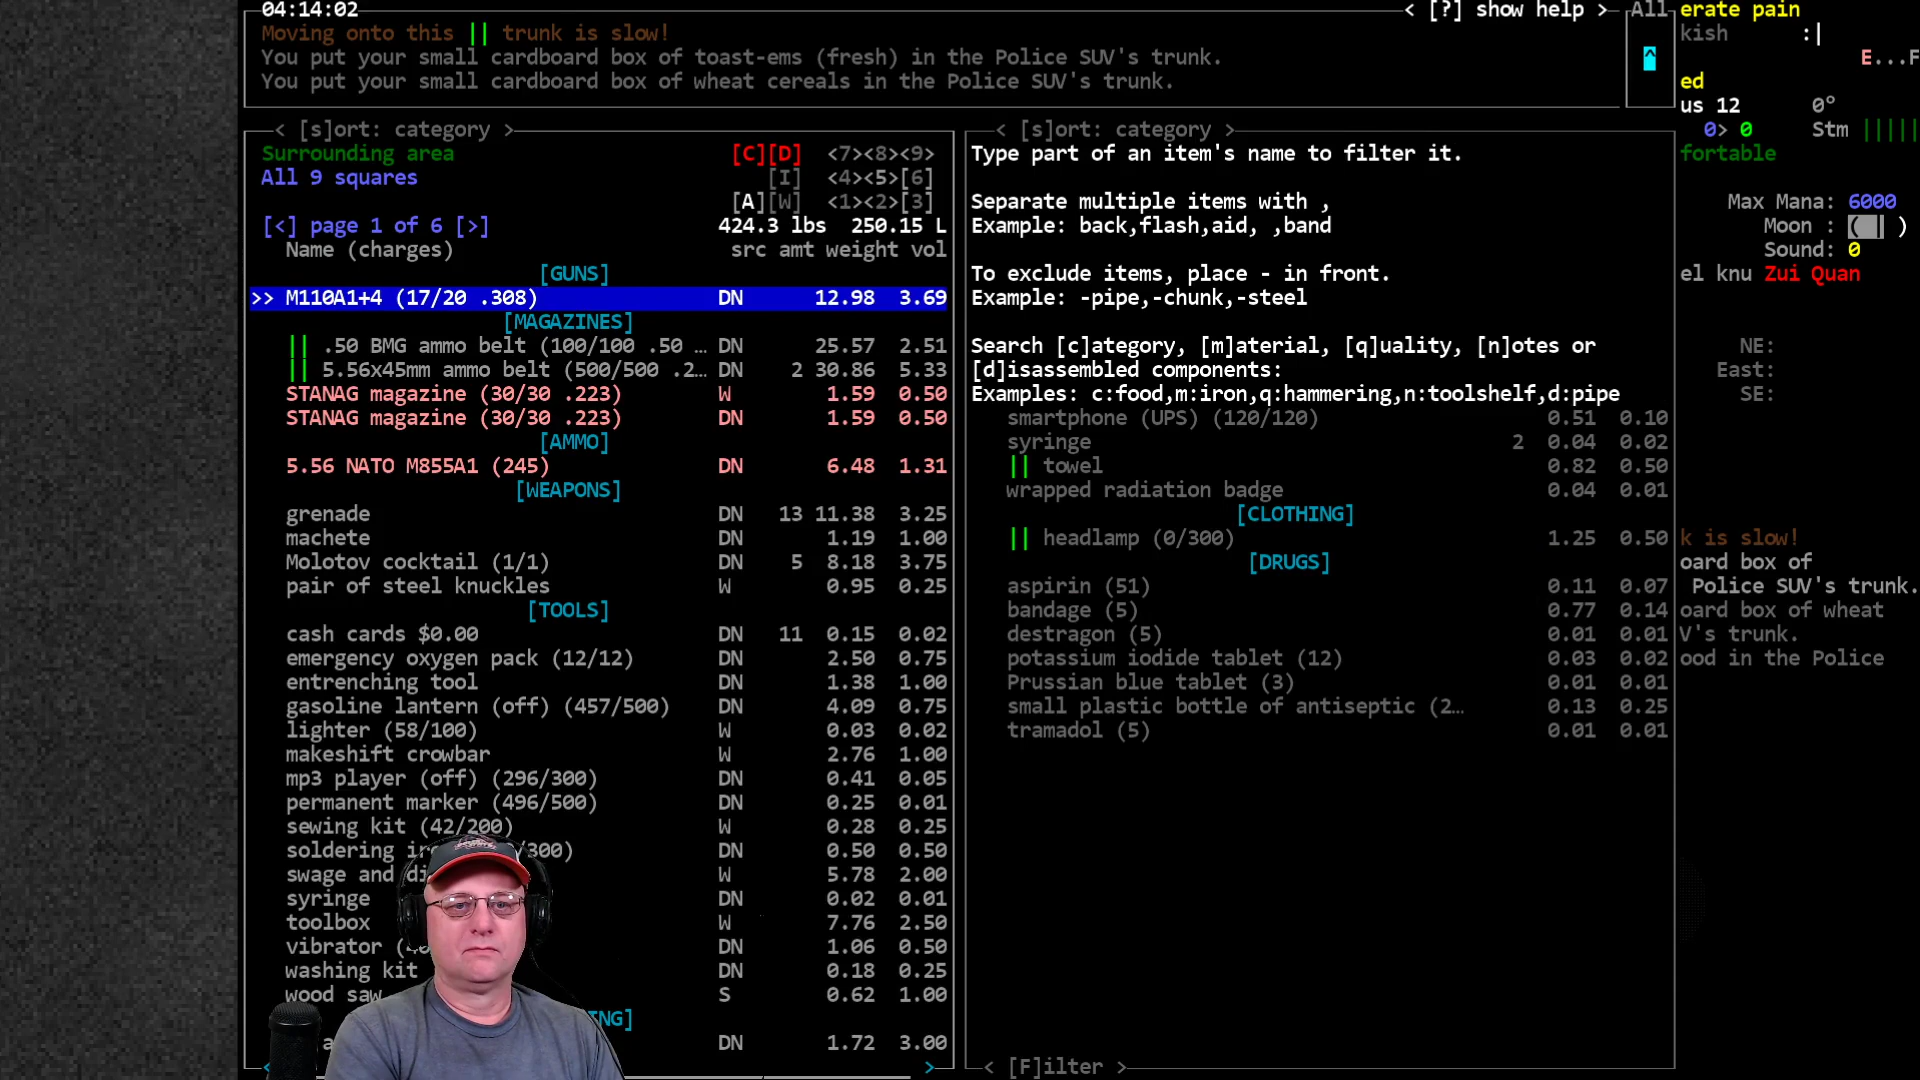 04:14:02
< [?] show help >
All
erate pain
Moving onto this || trunk is slow!
kish :|
You put your small cardboard box of toast-ems (fresh) in the Police SUV's trunk.
^
E...F
You put your small cardboard box of wheat cereals in the Police SUV's trunk.
ed
us 12 0°
0> 0 Stm |||||
fortable
Max Mana: 6000
Moon : ( | )
Sound: 0
el knu Zui Quan
NE:
East:
SE:
k is slow!
oard box of
Police SUV's trunk.
oard box of wheat
V's trunk.
ood in the Police
< [s]ort: category >
Surrounding area [C][D] <7><8><9>
All 9 squares [I] <4><5>[6]
[A][W] <1><2>[3]
[<] page 1 of 6 [>] 424.3 lbs 250.15 L
Name (charges) src amt weight vol
[GUNS]
>> M110A1+4 (17/20 .308) DN 12.98 3.69
[MAGAZINES]
|| .50 BMG ammo belt (100/100 .50 … DN 25.57 2.51
|| 5.56x45mm ammo belt (500/500 .2… DN 2 30.86 5.33
STANAG magazine (30/30 .223) W 1.59 0.50
STANAG magazine (30/30 .223) DN 1.59 0.50
[AMMO]
5.56 NATO M855A1 (245) DN 6.48 1.31
[WEAPONS]
grenade DN 13 11.38 3.25
machete DN 1.19 1.00
Molotov cocktail (1/1) DN 5 8.18 3.75
pair of steel knuckles W 0.95 0.25
[TOOLS]
cash cards $0.00 DN 11 0.15 0.02
emergency oxygen pack (12/12) DN 2.50 0.75
entrenching tool DN 1.38 1.00
gasoline lantern (off) (457/500) DN 4.09 0.75
lighter (58/100) W 0.03 0.02
makeshift crowbar W 2.76 1.00
mp3 player (off) (296/300) DN 0.41 0.05
permanent marker (496/500) DN 0.25 0.01
sewing kit (42/200) W 0.28 0.25
soldering /300) DN 0.50 0.50
swage and W 5.78 2.00
syringe DN 0.02 0.01
toolbox W 7.76 2.50
vibrator DN 1.06 0.50
washing kit DN 0.18 0.25
wood saw S 0.62 1.00
NG]
DN 1.72 3.00
>
< [s]ort: category >
Type part of an item's name to filter it.
Separate multiple items with ,
Example: back,flash,aid, ,band
To exclude items, place - in front.
Example: -pipe,-chunk,-steel
Search [c]ategory, [m]aterial, [q]uality, [n]otes or
[d]isassembled components:
Examples: c:food,m:iron,q:hammering,n:toolshelf,d:pipe
smartphone (UPS) (120/120) 0.51 0.10
syringe 2 0.04 0.02
|| towel 0.82 0.50
wrapped radiation badge 0.04 0.01
[CLOTHING]
|| headlamp (0/300) 1.25 0.50
[DRUGS]
aspirin (51) 0.11 0.07
bandage (5) 0.77 0.14
destragon (5) 0.01 0.01
potassium iodide tablet (12) 0.03 0.02
Prussian blue tablet (3) 0.01 0.01
small plastic bottle of antiseptic (2… 0.13 0.25
tramadol (5) 0.01 0.01
< [F]ilter >